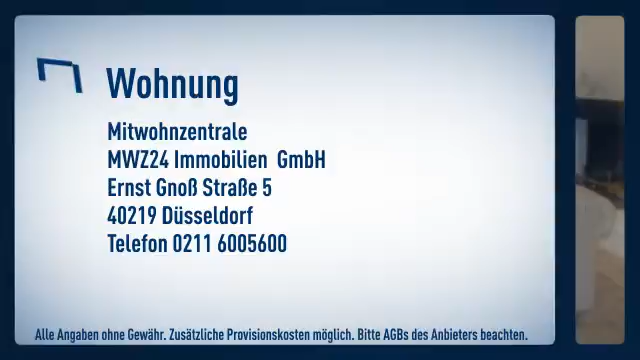 Wohnung
Mitwohnzentrale
MWZ24 Immobilien GmbH
Ernst Gnoß Straße 5
40219 Düsseldorf
Telefon 0211 6005600
Alle Angaben ohne Gewähr. Zusätzliche Provisionskosten möglich. Bitte AGBs des Anbieters beachten.